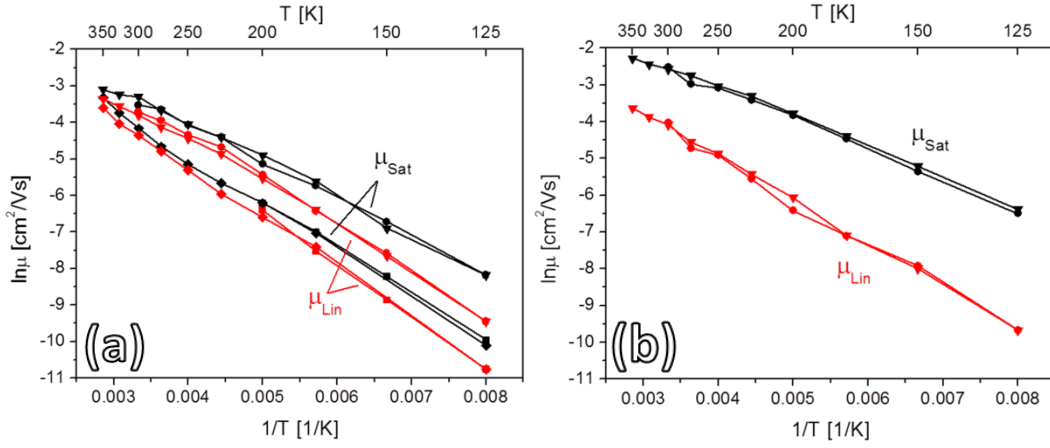 T [K]
350 300 250 200 150 125
-2
-3
-4
-5
-6
-7
-8
-9
-10
-11
lnμ [cm²/Vs]
μSat
μLin
(a)
0.003 0.004 0.005 0.006 0.007 0.008
1/T [1/K]
T [K]
350 300 250 200 150 125
-2
-3
-4
-5
-6
-7
-8
-9
-10
-11
lnμ [cm²/Vs]
μSat
μLin
(b)
0.003 0.004 0.005 0.006 0.007 0.008
1/T [1/K]